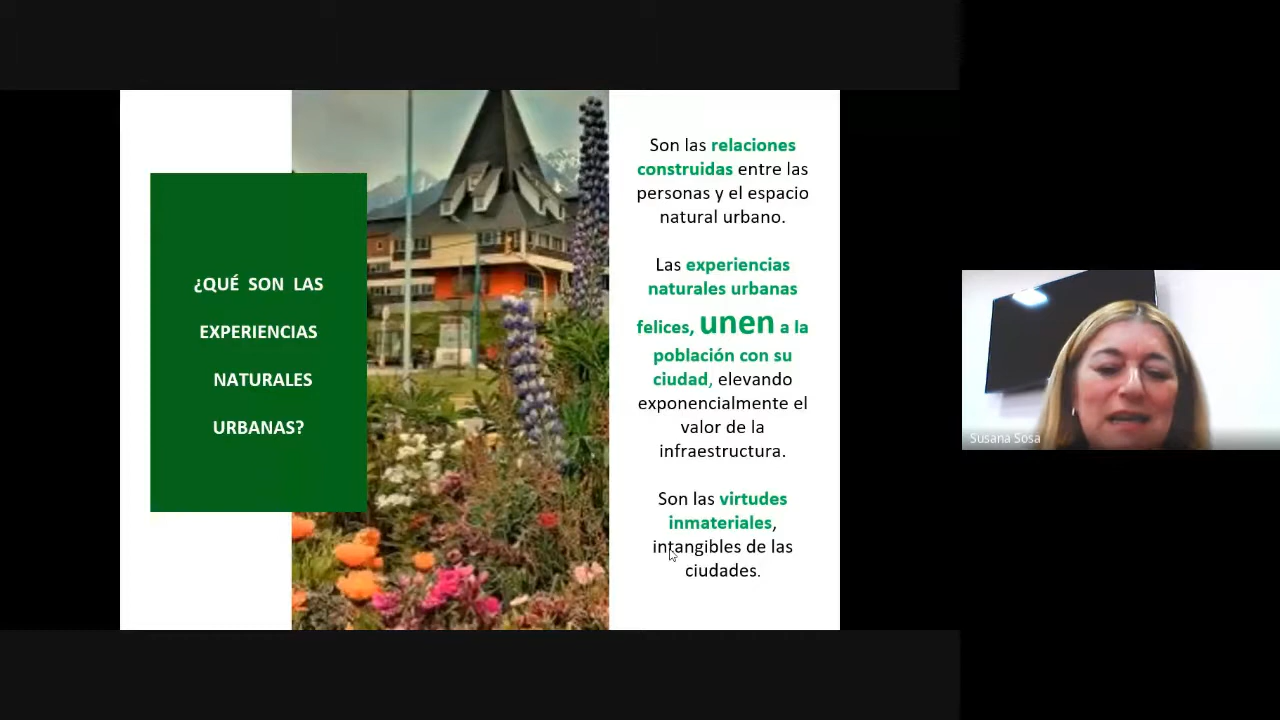 ¿QUÉ SON LAS
EXPERIENCIAS
NATURALES
URBANAS?
Son las relaciones
construidas entre las
personas y el espacio
natural urbano.
Las experiencias
naturales urbanas
felices, unen a la
población con su
ciudad, elevando
exponencialmente el
valor de la
infraestructura.
Son las virtudes
inmateriales,
intangibles de las
ciudades.
Susana Sosa